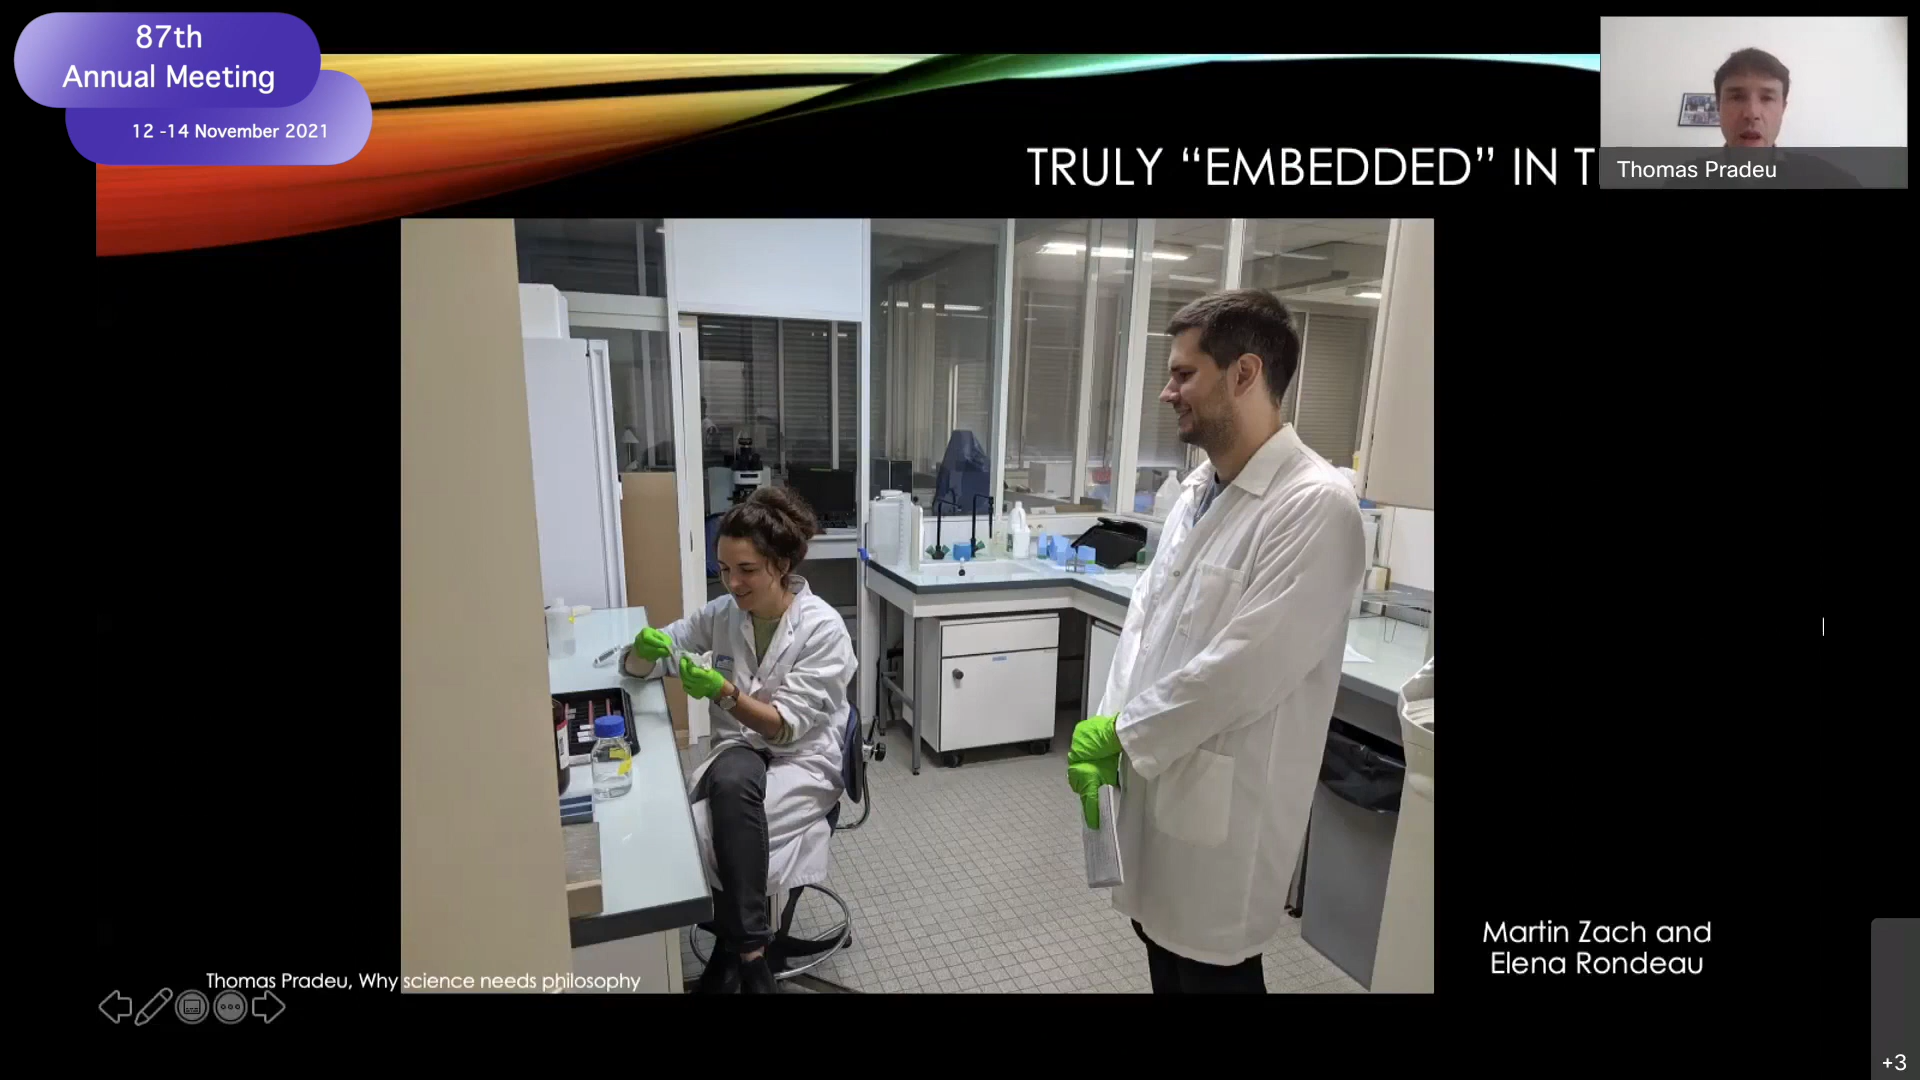 87th
Annual Meeting
12 -14 November 2021
TRULY “EMBEDDED” IN T
Thomas Pradeu
Martin Zach and
Elena Rondeau
Thomas Pradeu, Why science needs philosophy
+3